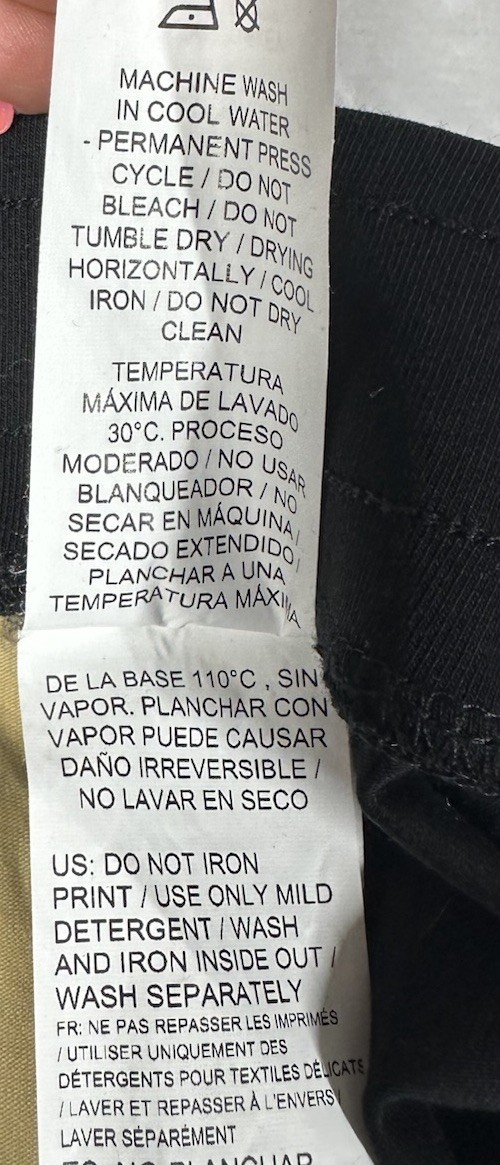 MACHINE WASH
IN COOL WATER
- PERMANENT PRESS
CYCLE / DO NOT
BLEACH / DO NOT
TUMBLE DRY / DRYING
HORIZONTALLY / COOL
IRON / DO NOT DRY
CLEAN
TEMPERATURA
MÁXIMA DE LAVADO
30°C. PROCESO
MODERADO / NO USAR
BLANQUEADOR / NO
SECAR EN MÁQUINA /
SECADO EXTENDIDO /
PLANCHAR A UNA
TEMPERATURA MÁXIMA
DE LA BASE 110°C , SIN
VAPOR. PLANCHAR CON
VAPOR PUEDE CAUSAR
DAÑO IRREVERSIBLE /
NO LAVAR EN SECO
US: DO NOT IRON
PRINT / USE ONLY MILD
DETERGENT / WASH
AND IRON INSIDE OUT /
WASH SEPARATELY
FR: NE PAS REPASSER LES IMPRIMÉS
/ UTILISER UNIQUEMENT DES
DÉTERGENTS POUR TEXTILES DÉLICATS
/ LAVER ET REPASSER À L'ENVERS /
LAVER SÉPARÉMENT
ES: NO PLANCHAR